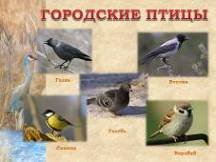 ГОРОДСКИЕ ПТИЦЫ
Галка
Ворона
Голубь
Синица
Воробей